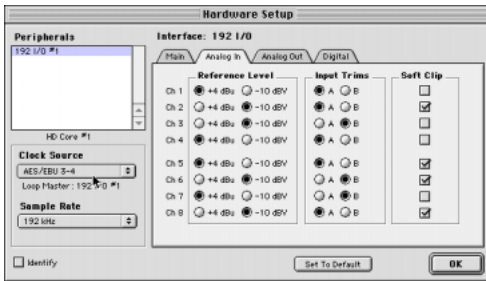 Hardware Setup
Peripherals
192 I/O #1
HD Core #1
Clock Source
AES/EBU 3-4
Loop Master : 192 I/O #1
Sample Rate
192 kHz
Identify
Interface: 192 I/O
Main Analog In Analog Out Digital
Reference Level Input Trims Soft Clip
Ch 1 +4 dBu -10 dBV A B
Ch 2 +4 dBu -10 dBV A B
Ch 3 +4 dBu -10 dBV A B
Ch 4 +4 dBu -10 dBV A B
Ch 5 +4 dBu -10 dBV A B
Ch 6 +4 dBu -10 dBV A B
Ch 7 +4 dBu -10 dBV A B
Ch 8 +4 dBu -10 dBV A B
Set To Default
OK